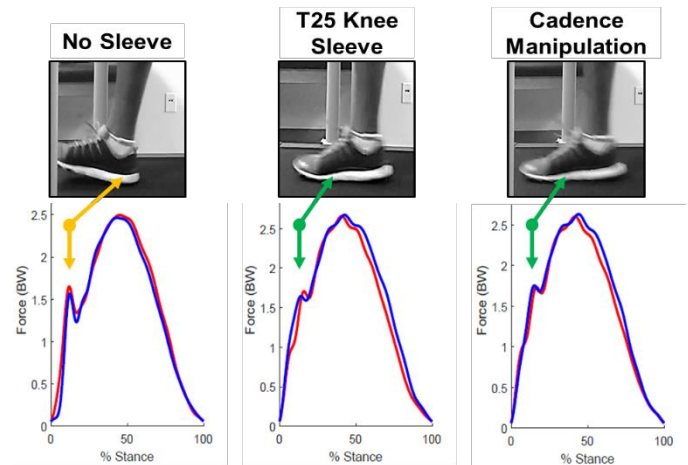 No Sleeve
T25 Knee
Sleeve
Cadence
Manipulation
2.5
2
1.5
1
0.5
0
Force (BW)
0
50
100
% Stance
2.5
2
1.5
1
0.5
0
Force (BW)
0
50
100
% Stance
2.5
2
1.5
1
0.5
0
Force (BW)
0
50
100
% Stance